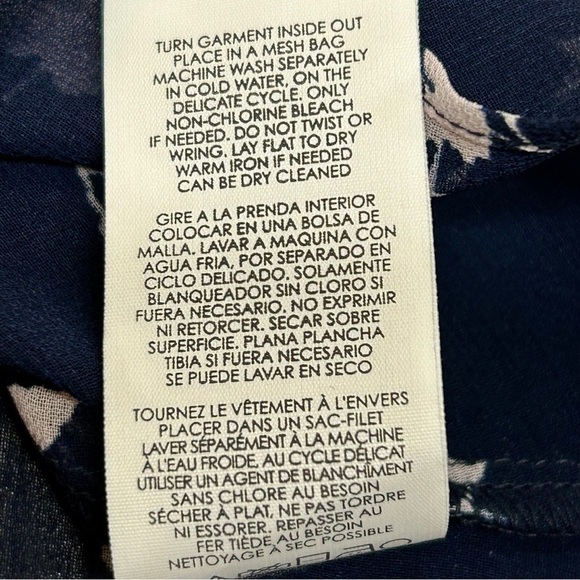 TURN GARMENT INSIDE OUT
PLACE IN A MESH BAG
MACHINE WASH SEPARATELY
IN COLD WATER, ON THE
DELICATE CYCLE. ONLY
NON-CHLORINE BLEACH
IF NEEDED. DO NOT TWIST OR
WRING. LAY FLAT TO DRY
WARM IRON IF NEEDED
CAN BE DRY CLEANED
GIRE A LA PRENDA INTERIOR
COLOCAR EN UNA BOLSA DE
MALLA. LAVAR A MAQUINA CON
AGUA FRIA, POR SEPARADO EN
CICLO DELICADO. SOLAMENTE
BLANQUEADOR SIN CLORO SI
FUERA NECESARIO. NO EXPRIMIR
NI RETORCER. SECAR SOBRE
SUPERFICIE. PLANA PLANCHA
TIBIA SI FUERA NECESARIO
SE PUEDE LAVAR EN SECO
TOURNEZ LE VÊTEMENT À L'ENVERS
PLACER DANS UN SAC-FILET
LAVER SÉPARÉMENT À LA MACHINE
À L'EAU FROIDE, AU CYCLE DÉLICAT
UTILISER UN AGENT DE BLANCHÎMENT
SANS CHLORE AU BESOIN
SÉCHER À PLAT. NE PAS TORDRE
NI ESSORER. REPASSER AU
FER TIÈDE AU BESOIN
NETTOYAGE À SEC POSSIBLE